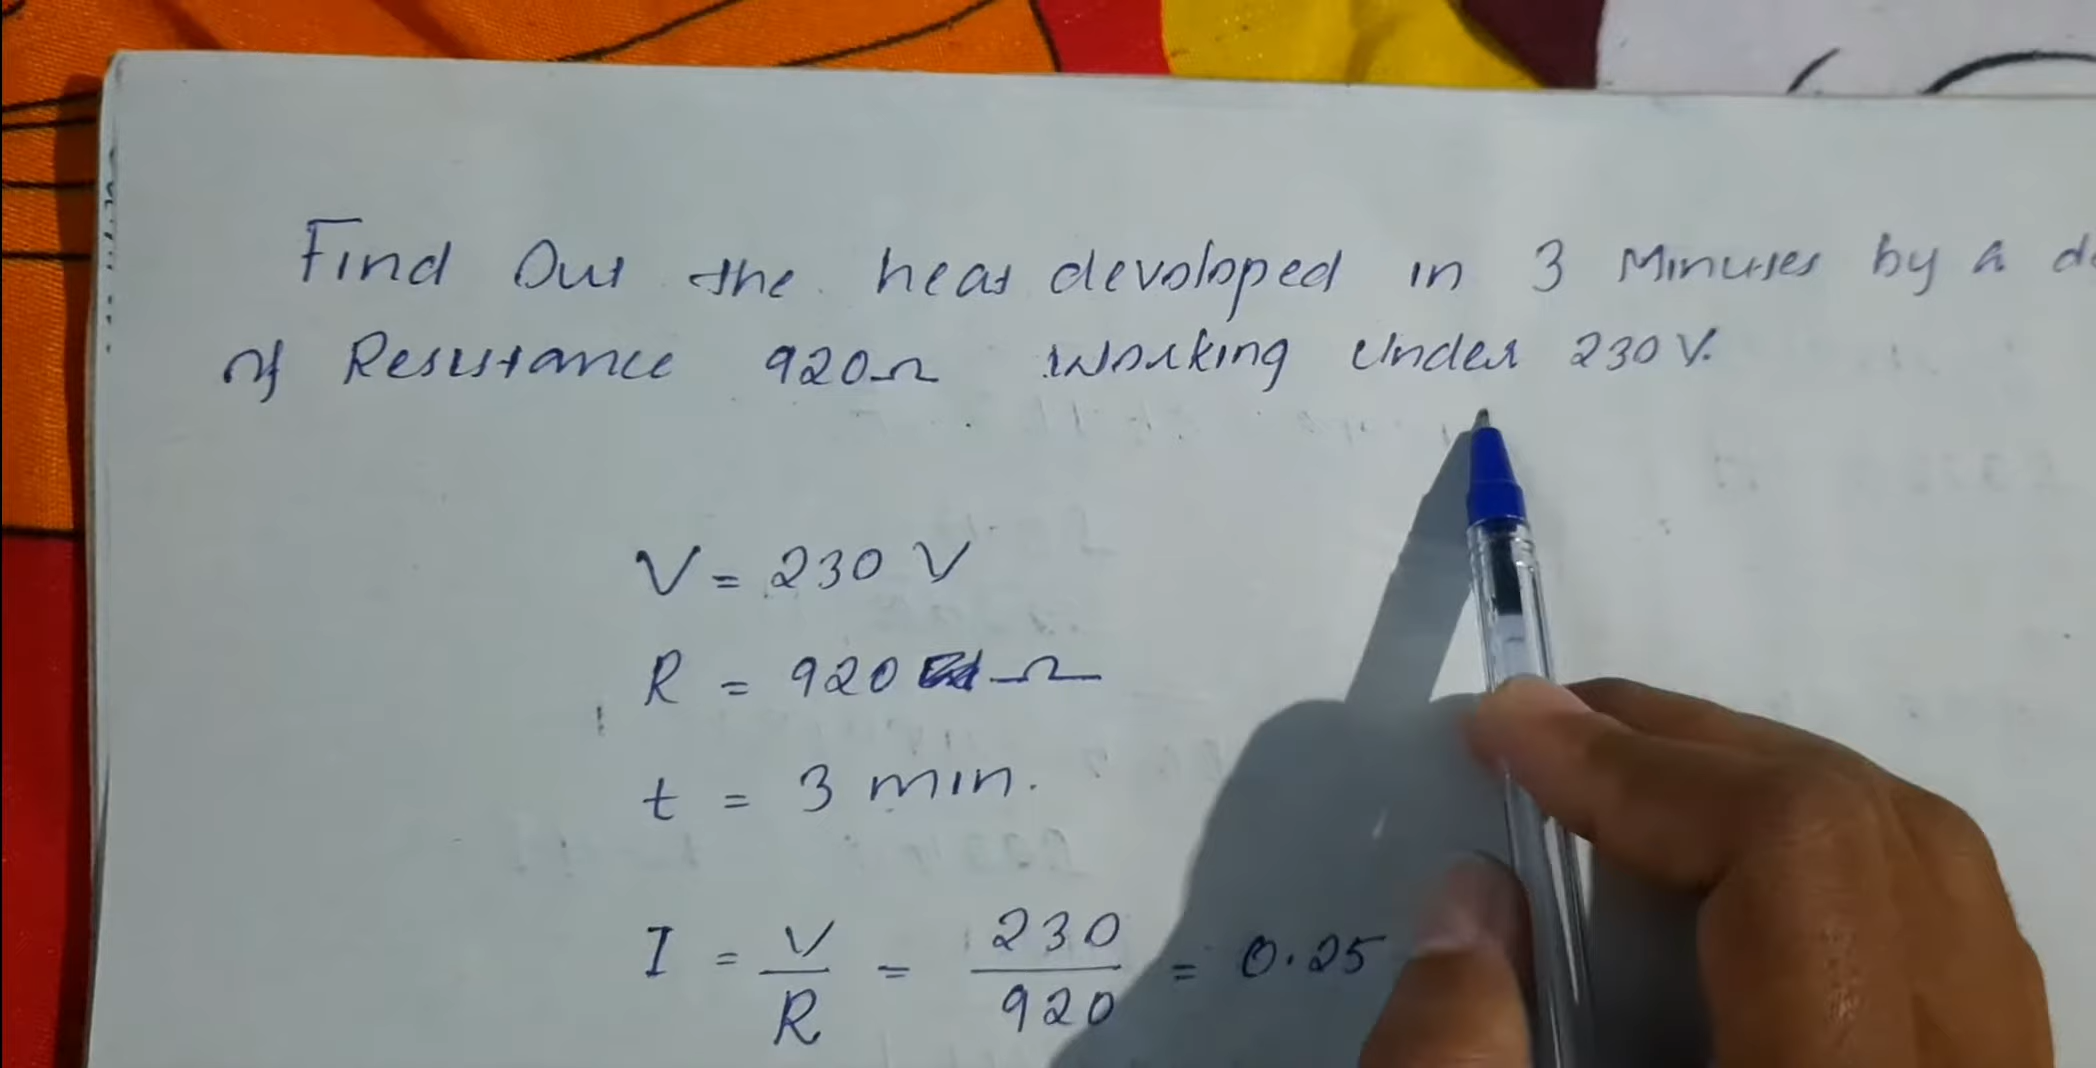 Find Out the heat developed in 3 Minutes by a
of Resistance 920Ω Working Under 230 V.
V = 230 V
R = 920 Ω
t = 3 min.
I = V/R = 230/920 = 0.25